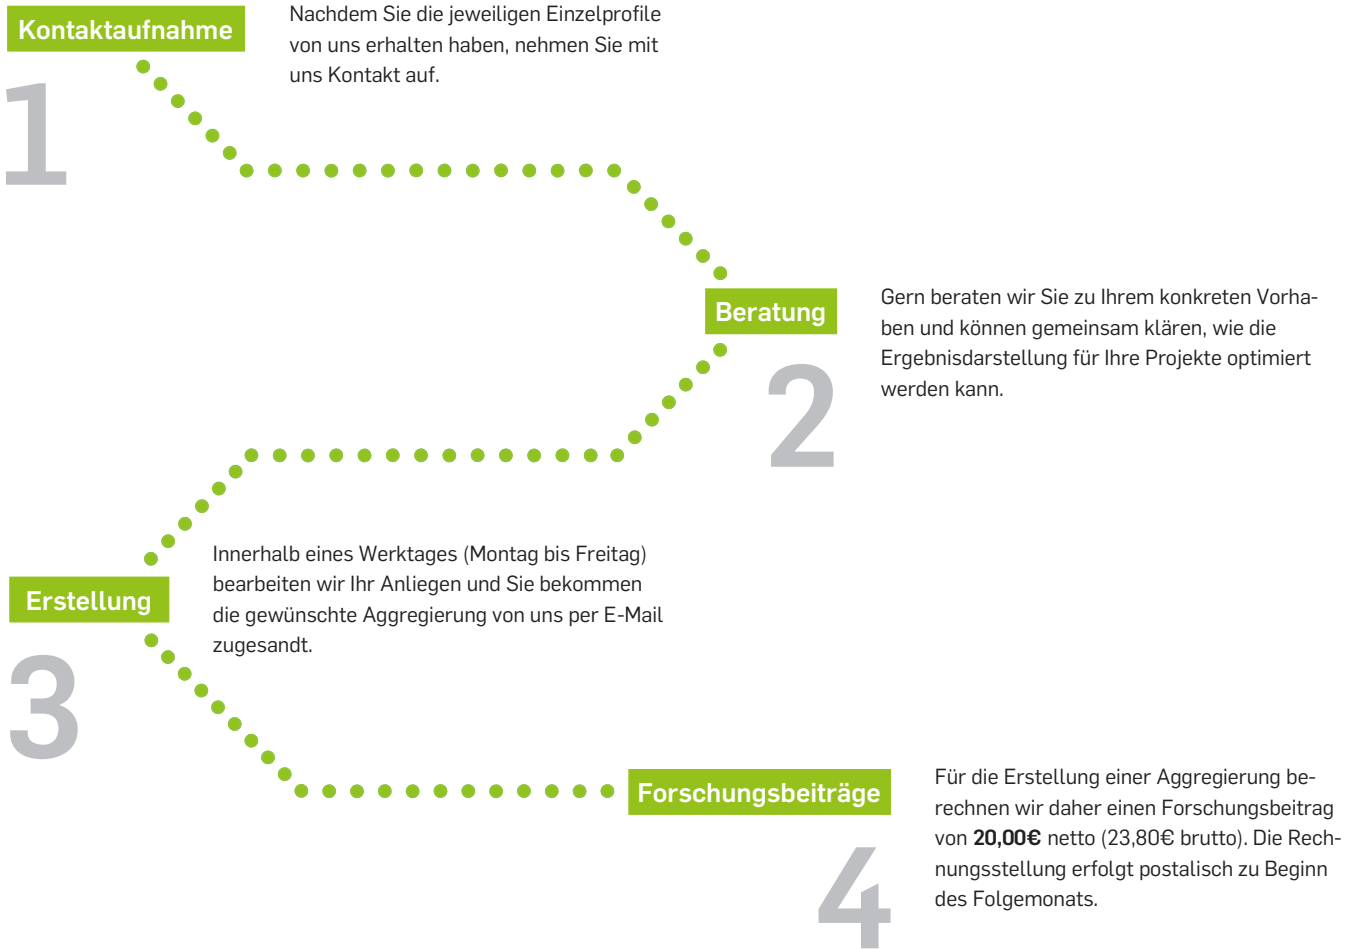 Kontaktaufnahme
1
Nachdem Sie die jeweiligen Einzelprofile
von uns erhalten haben, nehmen Sie mit
uns Kontakt auf.
Beratung
2
Gern beraten wir Sie zu Ihrem konkreten Vorha-
ben und können gemeinsam klären, wie die
Ergebnisdarstellung für Ihre Projekte optimiert
werden kann.
Erstellung
3
Innerhalb eines Werktages (Montag bis Freitag)
bearbeiten wir Ihr Anliegen und Sie bekommen
die gewünschte Aggregierung von uns per E-Mail
zugesandt.
Forschungsbeiträge
4
Für die Erstellung einer Aggregierung be-
rechnen wir daher einen Forschungsbeitrag
von 20,00€ netto (23,80€ brutto). Die Rech-
nungsstellung erfolgt postalisch zu Beginn
des Folgemonats.